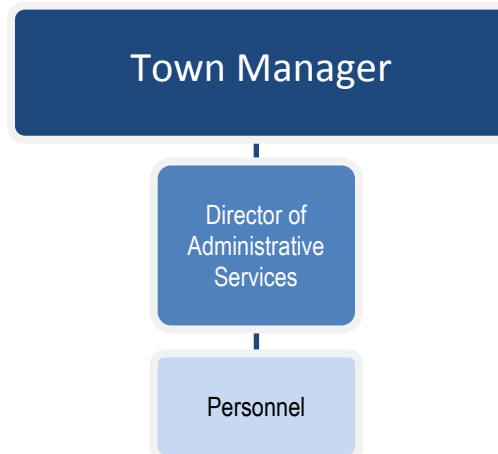 Town Manager
Director of
Administrative
Services
Personnel